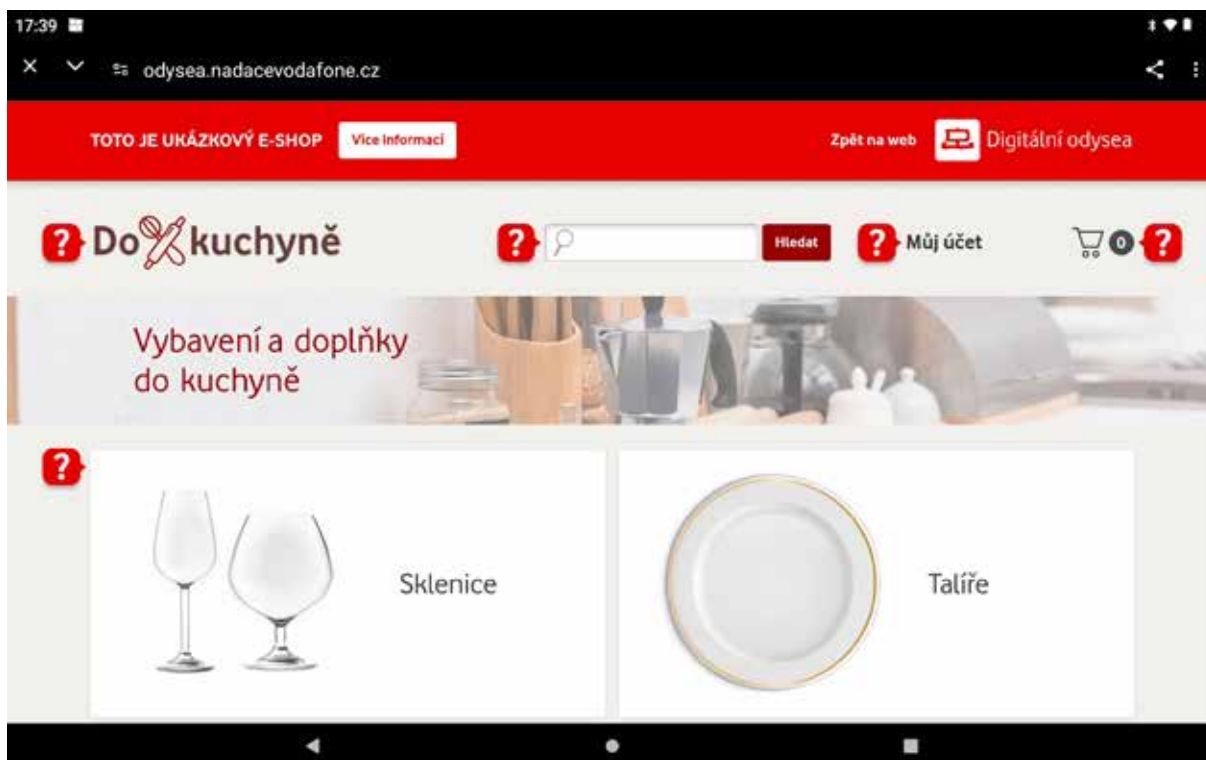 17:39
odysea.nadacevodafone.cz
TOTO JE UKÁZKOVÝ E-SHOP Více informací Zpět na web Digitální odysea
? Do kuchyně ? Hledat ? Můj účet 0 ?
Vybavení a doplňky
do kuchyně
?
Sklenice Talíře